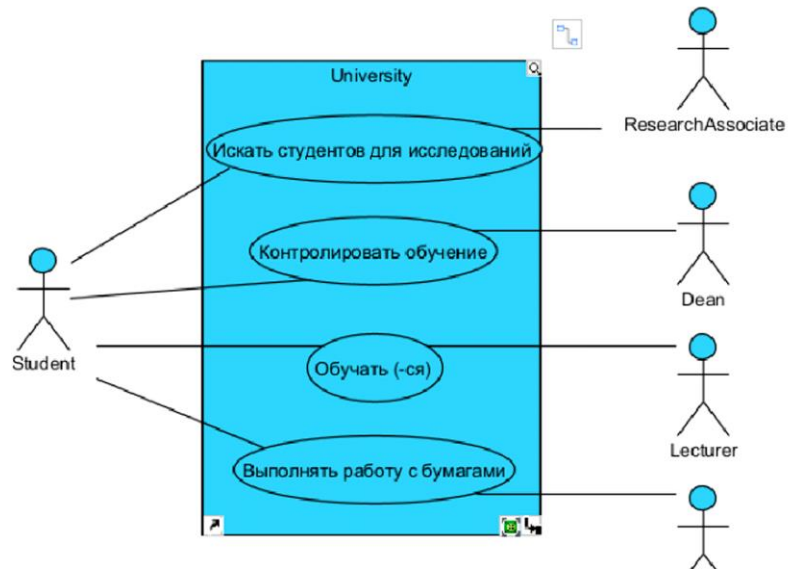 University
ResearchAssociate
Искать студентов для исследований
Контролировать обучение
Dean
Student
Обучать (-ся)
Lecturer
Выполнять работу с бумагами